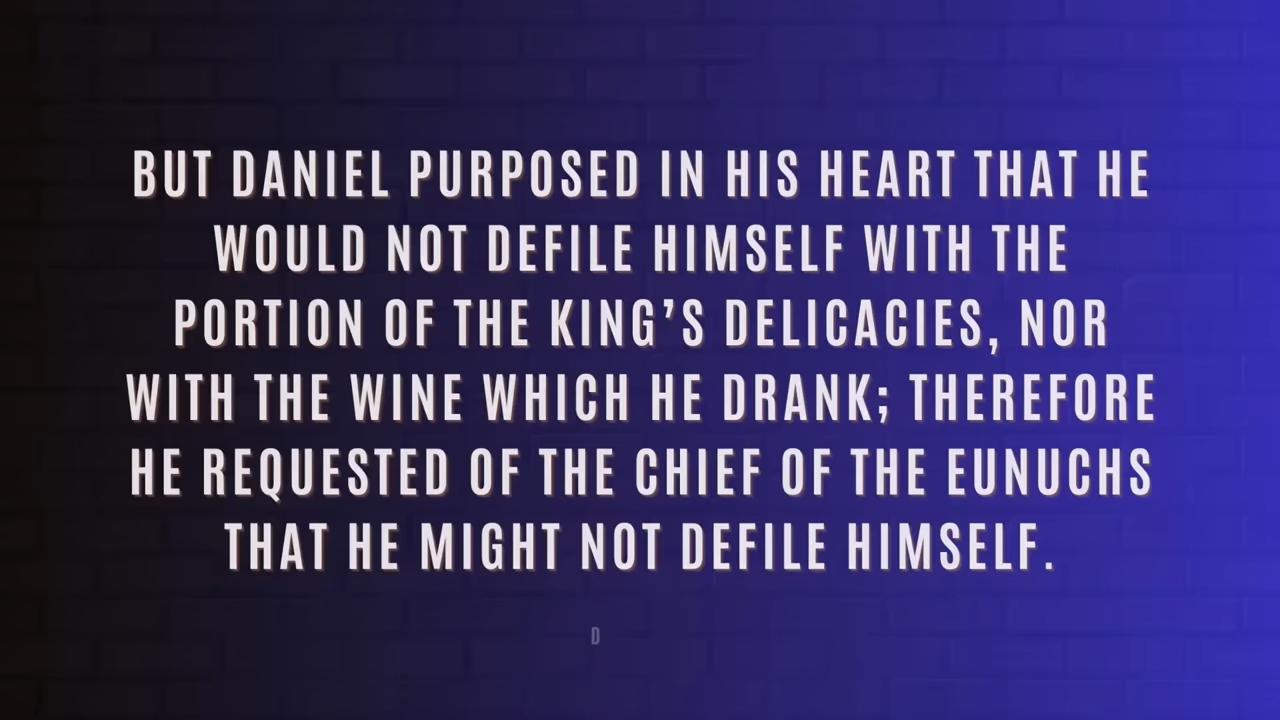 BUT DANIEL PURPOSED IN HIS HEART THAT HE
WOULD NOT DEFILE HIMSELF WITH THE
PORTION OF THE KING’S DELICACIES, NOR
WITH THE WINE WHICH HE DRANK; THEREFORE
HE REQUESTED OF THE CHIEF OF THE EUNUCHS
THAT HE MIGHT NOT DEFILE HIMSELF.
D